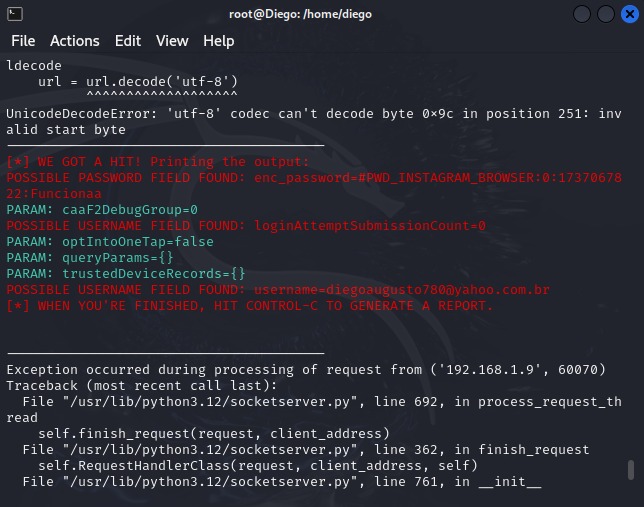 root@Diego: /home/diego
File Actions Edit View Help
ldecode
    url = url.decode('utf-8')
          ^^^^^^^^^^^^^^^^^^^
UnicodeDecodeError: 'utf-8' codec can't decode byte 0×9c in position 251: inv
alid start byte
[*] WE GOT A HIT! Printing the output:
POSSIBLE PASSWORD FIELD FOUND: enc_password=#PWD_INSTAGRAM_BROWSER:0:17370678
22:Funcionaa
PARAM: caaF2DebugGroup=0
POSSIBLE USERNAME FIELD FOUND: loginAttemptSubmissionCount=0
PARAM: optIntoOneTap=false
PARAM: queryParams={}
PARAM: trustedDeviceRecords={}
POSSIBLE USERNAME FIELD FOUND: username=diegoaugusto780@yahoo.com.br
[*] WHEN YOU'RE FINISHED, HIT CONTROL-C TO GENERATE A REPORT.
Exception occurred during processing of request from ('192.168.1.9', 60070)
Traceback (most recent call last):
  File "/usr/lib/python3.12/socketserver.py", line 692, in process_request_th
read
    self.finish_request(request, client_address)
  File "/usr/lib/python3.12/socketserver.py", line 362, in finish_request
    self.RequestHandlerClass(request, client_address, self)
  File "/usr/lib/python3.12/socketserver.py", line 761, in __init__